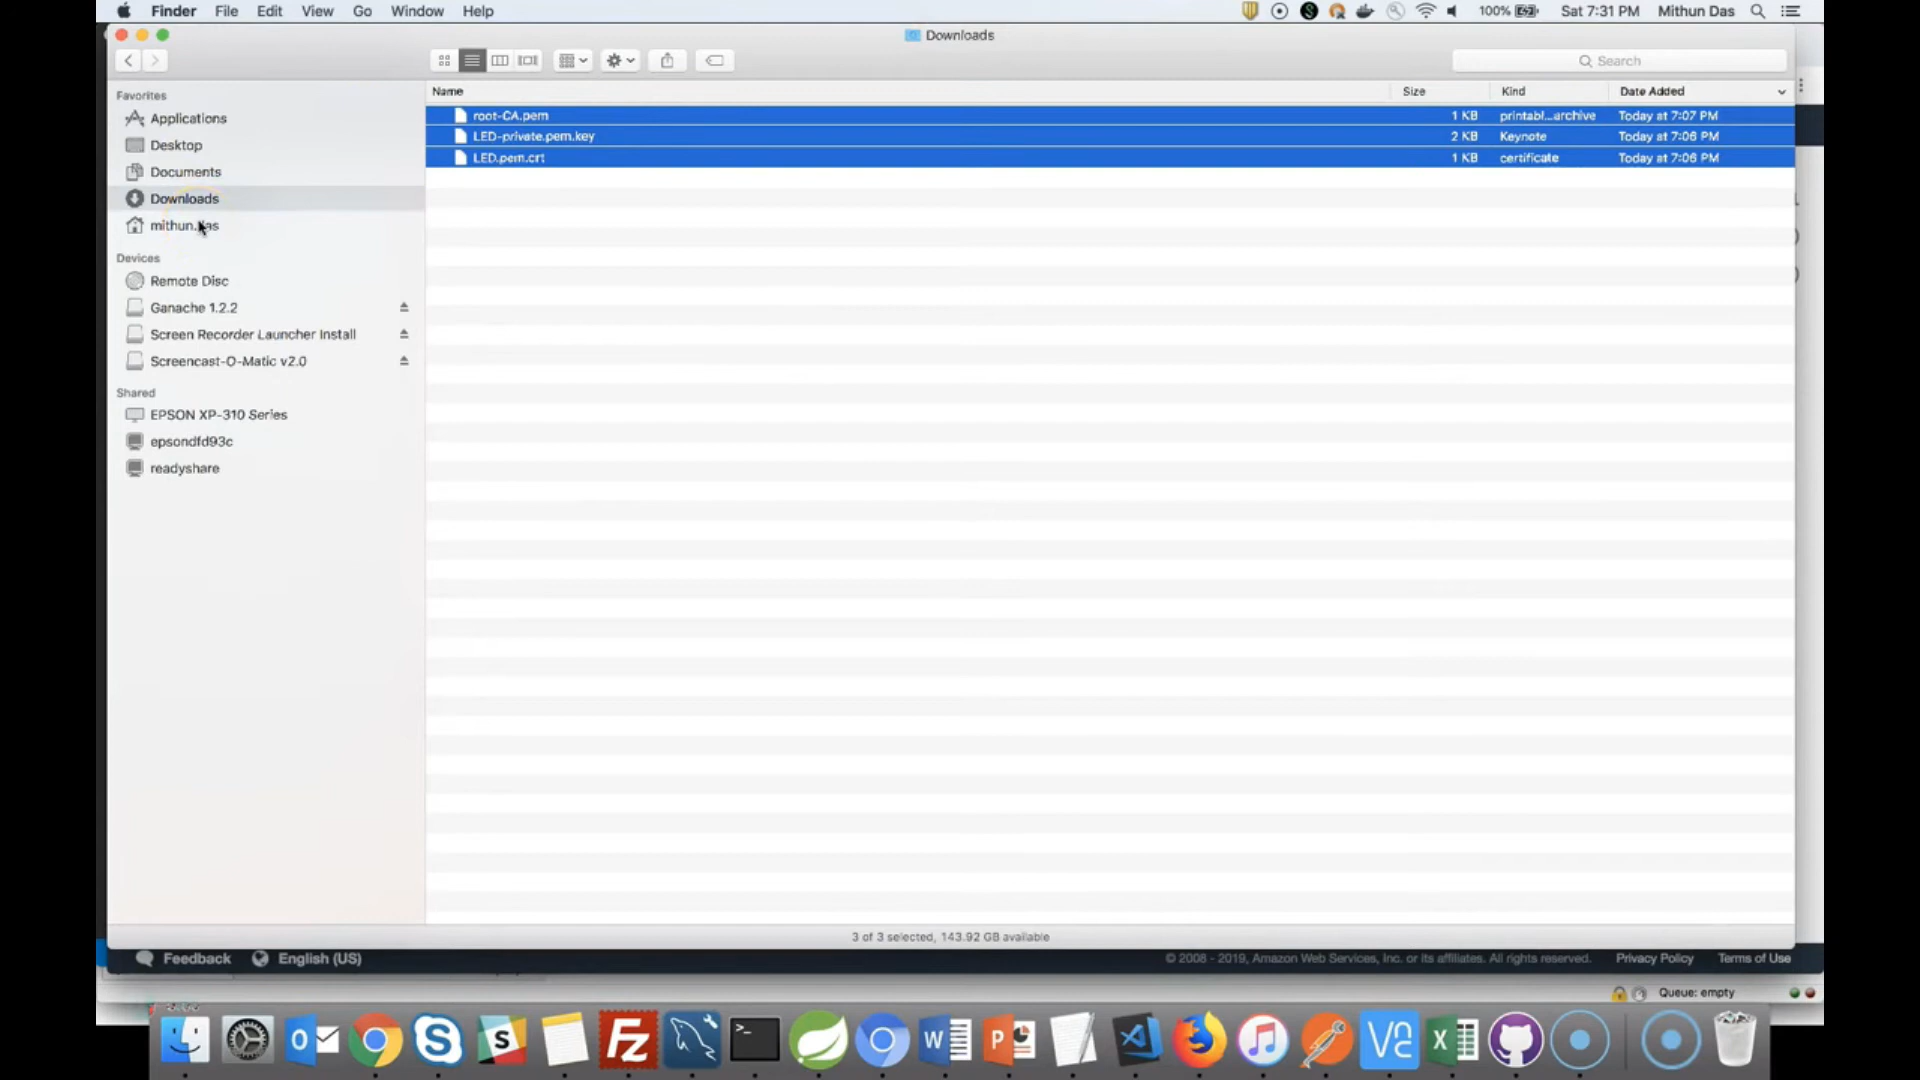 Finder File Edit View Go Window Help 100% Sat 7:31 PM Mithun Das
Downloads
Search
Favorites
Applications
Desktop
Documents
Downloads
mithun.das
Devices
Remote Disc
Ganache 1.2.2
Screen Recorder Launcher Install
Screencast-O-Matic v2.0
Shared
EPSON XP-310 Series
epsondfd93c
readyshare
Name Size Kind Date Added
root-CA.pem 1 KB printabl...archive Today at 7:07 PM
LED-private.pem.key 2 KB Keynote Today at 7:06 PM
LED.pem.crt 1 KB certificate Today at 7:06 PM
3 of 3 selected, 143.92 GB available
Feedback English (US) © 2008 - 2019, Amazon Web Services, Inc. or its affiliates. All rights reserved. Privacy Policy Terms of Use
Queue: empty